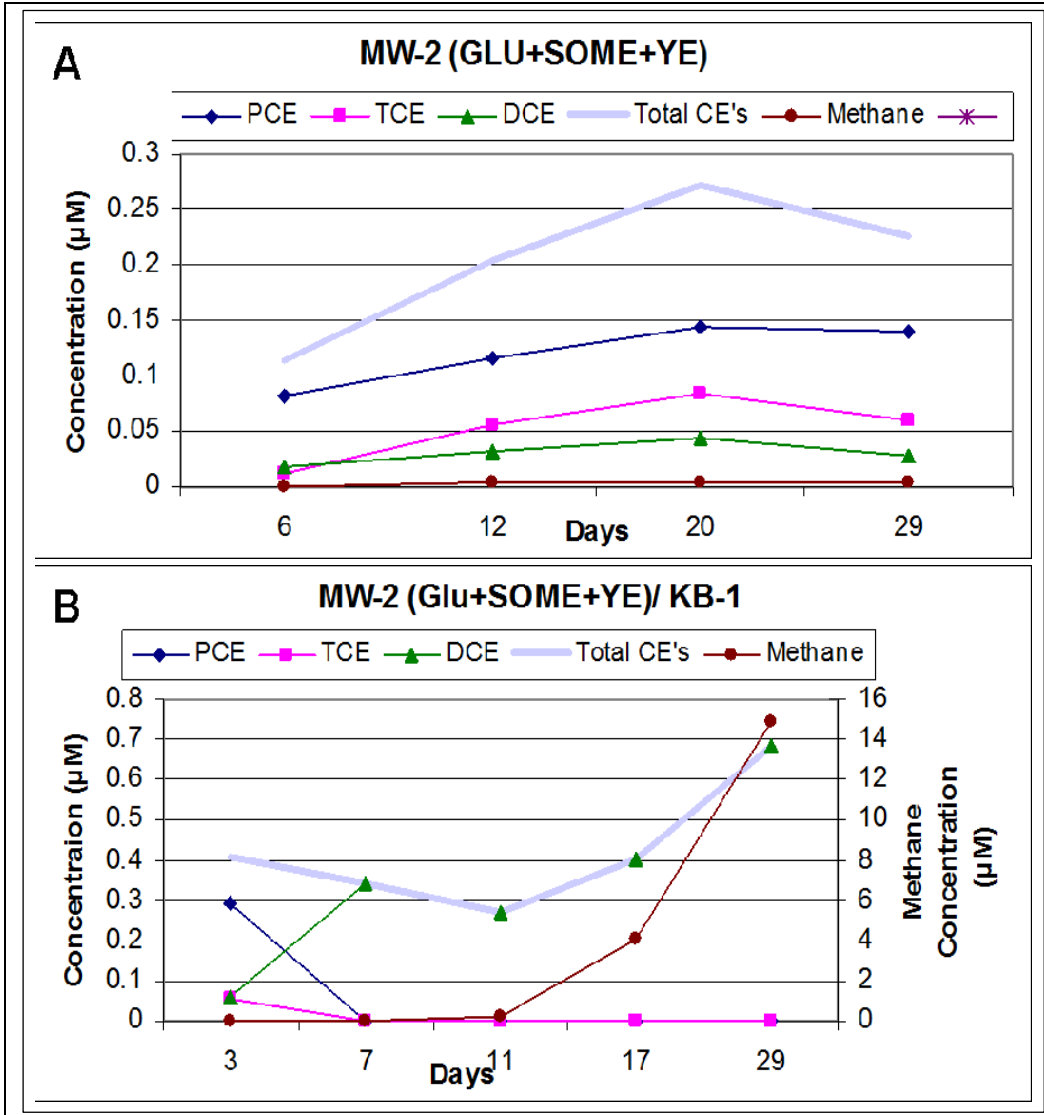 A
MW-2 (GLU+SOME+YE)
PCE TCE DCE Total CE's Methane
Concentration (µM)
0.3
0.25
0.2
0.15
0.1
0.05
0
6 12 20 29
Days
B
MW-2 (Glu+SOME+YE)/ KB-1
PCE TCE DCE Total CE's Methane
Concentraion (µM)
0.8
0.7
0.6
0.5
0.4
0.3
0.2
0.1
0
16
14
12
10
8
6
4
2
0
Methane
Concentration
(µM)
3 7 11 17 29
Days